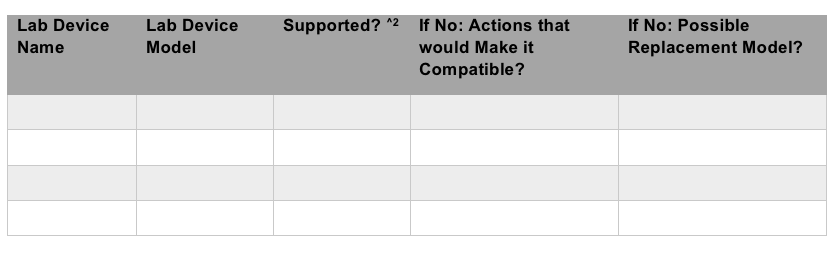 Lab Device
Name
Lab Device
Model
Supported? ^2
If No: Actions that
would Make it
Compatible?
If No: Possible
Replacement Model?